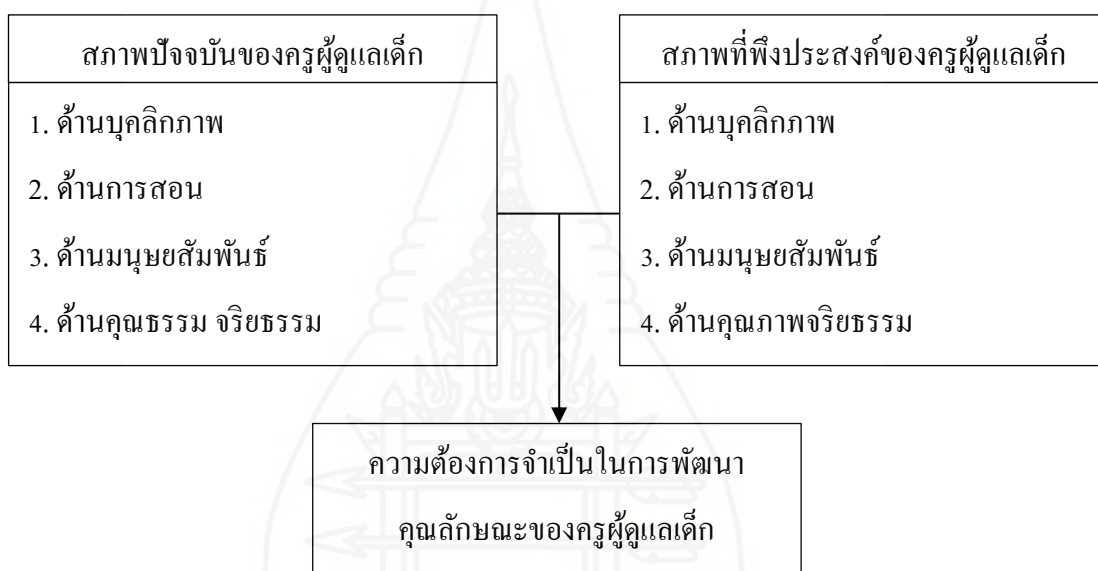 สภาพปัจจบันของครูผู้ดูแลเด็ก
1. ด้านบุคลิกภาพ
2. ด้านการสอน
3. ด้านมนุษยสัมพันธ์
4. ด้านคุณธรรม จริยธรรม
สภาพที่พึงประสงค์ของครูผู้ดูแลเด็ก
1. ด้านบุคลิกภาพ
2. ด้านการสอน
3. ด้านมนุษยสัมพันธ์
4. ด้านคุณภาพจริยธรรม
ความต้องการจำเป็นในการพัฒนา
คุณลักษณะของครูผู้ดูแลเด็ก